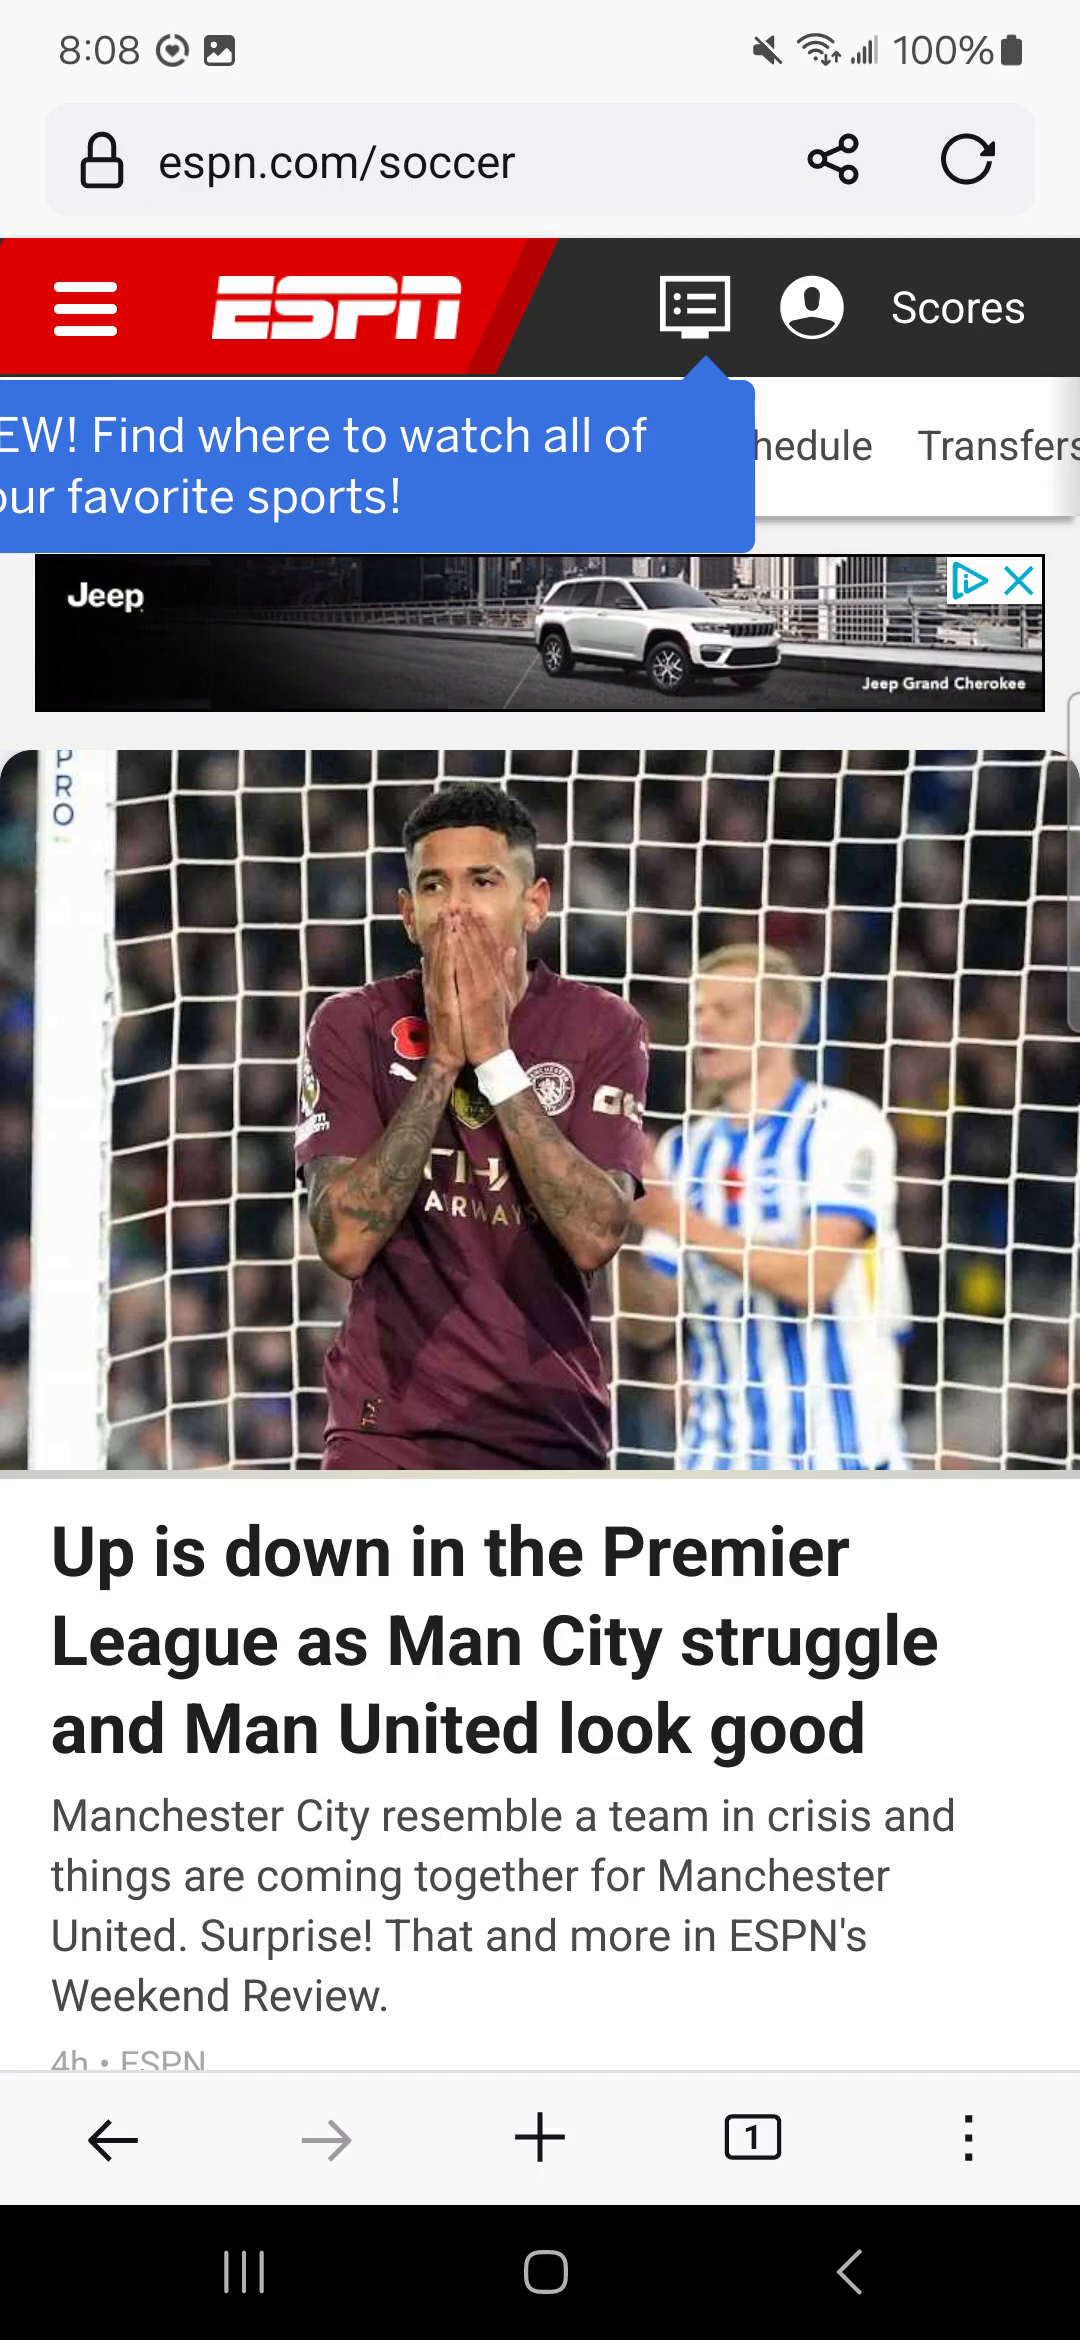 8:08 100%
espn.com/soccer
ESPN Scores
EW! Find where to watch all of
our favorite sports!
hedule Transfers
Jeep
Jeep Grand Cherokee
PRO
MANCHESTER
AIRWAYS
Up is down in the Premier
League as Man City struggle
and Man United look good
Manchester City resemble a team in crisis and
things are coming together for Manchester
United. Surprise! That and more in ESPN's
Weekend Review.
4h • ESPN
1